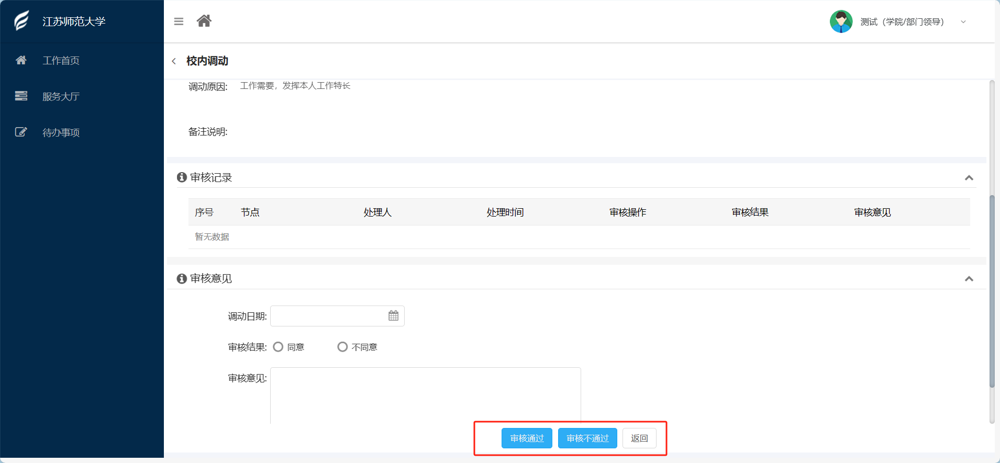 江苏师范大学
测试（学院/部门领导）
工作首页
服务大厅
待办事项
校内调动
调动原因: 工作需要，发挥本人工作特长
备注说明:
审核记录
序号 节点 处理人 处理时间 审核操作 审核结果 审核意见
暂无数据
审核意见
调动日期:
审核结果: 同意 不同意
审核意见:
审核通过 审核不通过 返回